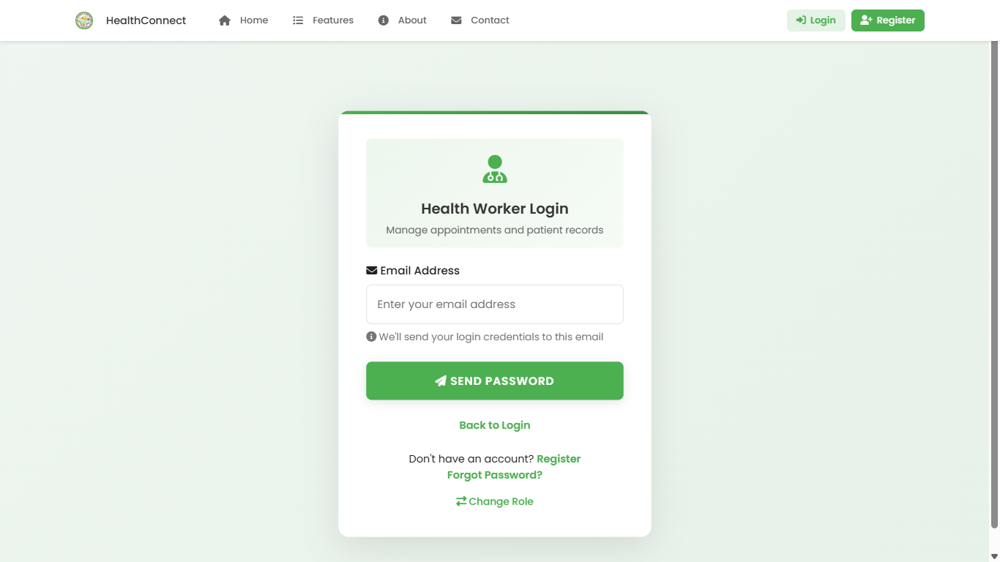 HealthConnect
Home
Features
About
Contact
Login
Register
Health Worker Login
Manage appointments and patient records
Email Address
Enter your email address
We'll send your login credentials to this email
SEND PASSWORD
Back to Login
Don't have an account? Register
Forgot Password?
Change Role